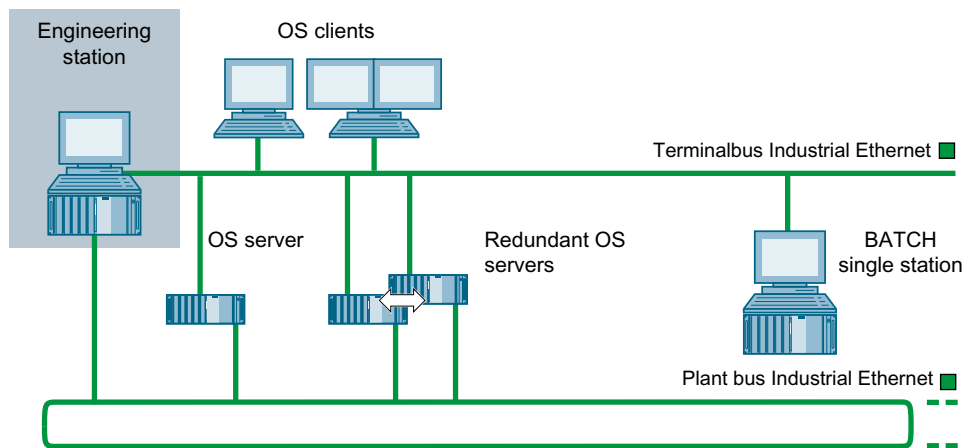 Engineering
station
OS clients
Terminalbus Industrial Ethernet
OS server
Redundant OS
servers
BATCH
single station
Plant bus Industrial Ethernet